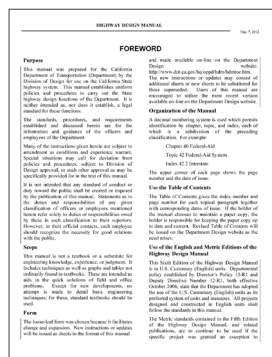 HIGHWAY DESIGN MANUAL
May 7, 2012
FOREWORD
Purpose
This manual was prepared for the California
Department of Transportation (Department) by the
Division of Design for use on the California State
highway system. This manual establishes uniform
policies and procedures to carry out the State
highway design functions of the Department. It is
neither intended as, nor does it establish, a legal
standard for these functions.
The standards, procedures, and requirements
established and discussed herein are for the
information and guidance of the officers and
employees of the Department.
Many of the instructions given herein are subject to
amendment as conditions and experience warrant.
Special situations may call for deviation from
policies and procedures, subject to Division of
Design approval, or such other approval as may be
specifically provided for in the text of this manual.
It is not intended that any standard of conduct or
duty toward the public shall be created or imposed
by the publication of this manual. Statements as to
the duties and responsibilities of any given
classification of officers or employees mentioned
herein refer solely to duties or responsibilities owed
by these in such classification to their superiors.
However, in their official contacts, each employee
should recognize the necessity for good relations
with the public.
Scope
This manual is not a textbook or a substitute for
engineering knowledge, experience, or judgment. It
includes techniques as well as graphs and tables not
ordinarily found in textbooks. These are intended as
aids in the quick solution of field and office
problems. Except for new developments, no
attempt is made to detail basic engineering
techniques; for these, standard textbooks should be
used.
Form
The loose-leaf form was chosen because it facilitates
change and expansion. New instructions or updates
will be issued as sheets in the format of this manual
and made available on-line on the Department
Design website:
http://www.dot.ca.gov/hq/oppd/hdm/hdmtoc.htm.
The new instructions or updates may consist of
additional sheets or new sheets to be substituted for
those superseded. Users of this manual are
encouraged to utilize the most recent version
available on-line on the Department Design website.
Organization of the Manual
A decimal numbering system is used which permits
identification by chapter, topic, and index, each of
which is a subdivision of the preceding
classification. For example:
Chapter 40 Federal-Aid
Topic 42 Federal-Aid System
Index 42.2 Interstate
The upper corner of each page shows the page
number and the date of issue.
Use the Table of Contents
The Table of Contents gives the index number and
page number for each topical paragraph together
with corresponding dates of issue. If the holder of
the manual chooses to maintain a paper copy, the
holder is responsible for keeping the paper copy up
to date and current. Revised Table of Contents will
be issued on the Department Design website as the
need arises.
Use of the English and Metric Editions of the
Highway Design Manual
This Sixth Edition of the Highway Design Manual
is in U.S. Customary (English) units. Departmental
policy established by Director's Policy 15-R1 and
Deputy Directive Number 12-R1, both effective
October 2006, state that the Department has adopted
the use of the U.S. Customary (English) units as its
preferred system of units and measures. All projects
designed and constructed in English units shall
follow the standards in this manual.
The Metric standards contained in the Fifth Edition
of the Highway Design Manual, and related
publications, are to continue to be used if the
specific project was granted an exception to